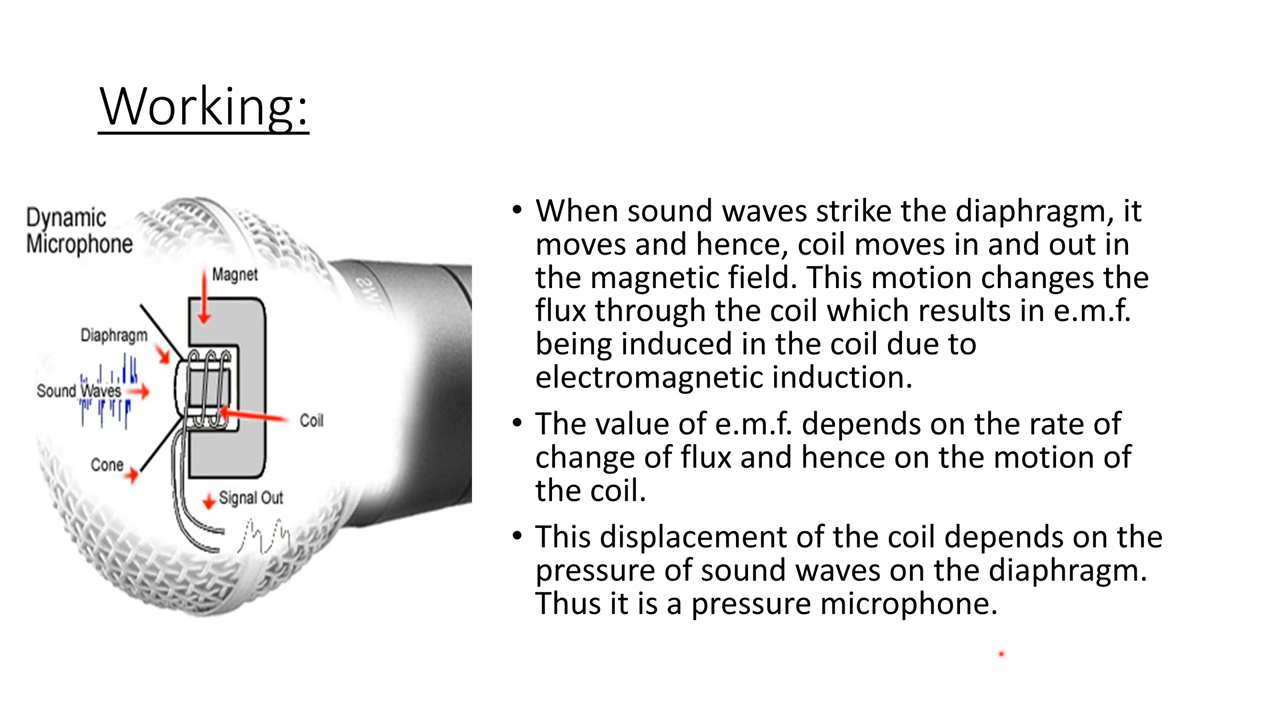 Working:
Dynamic
Microphone
Magnet
Diaphragm
Sound Waves
Coil
Cone
Signal Out
• When sound waves strike the diaphragm, it
moves and hence, coil moves in and out in
the magnetic field. This motion changes the
flux through the coil which results in e.m.f.
being induced in the coil due to
electromagnetic induction.
• The value of e.m.f. depends on the rate of
change of flux and hence on the motion of
the coil.
• This displacement of the coil depends on the
pressure of sound waves on the diaphragm.
Thus it is a pressure microphone.